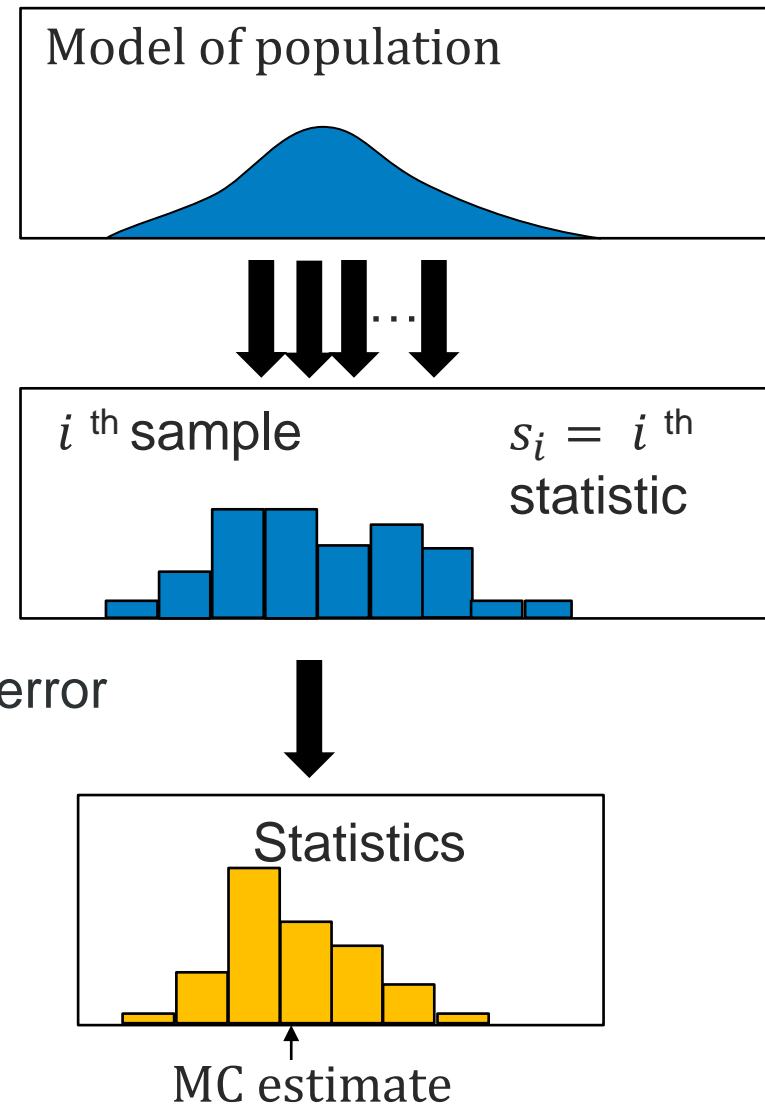 Model of population
...
i th sample
s_i = i th
statistic
error
Statistics
MC estimate